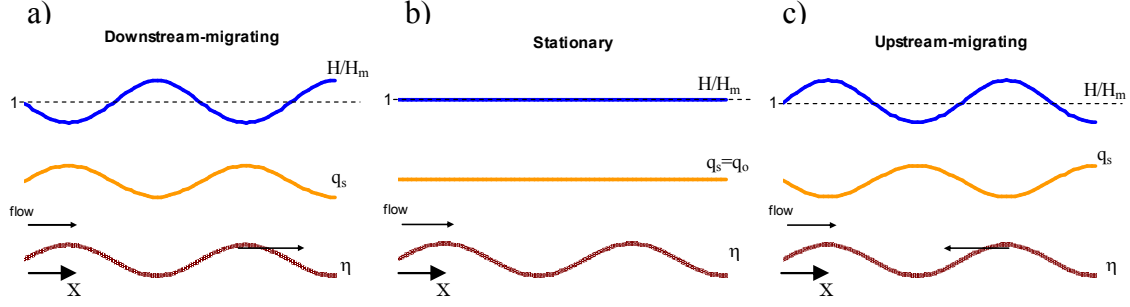 a)
Downstream-migrating
H/Hₘ
1
qₛ
flow
η
X
b)
Stationary
H/Hₘ
1
qₛ=qₒ
flow
η
X
c)
Upstream-migrating
H/Hₘ
1
qₛ
flow
η
X